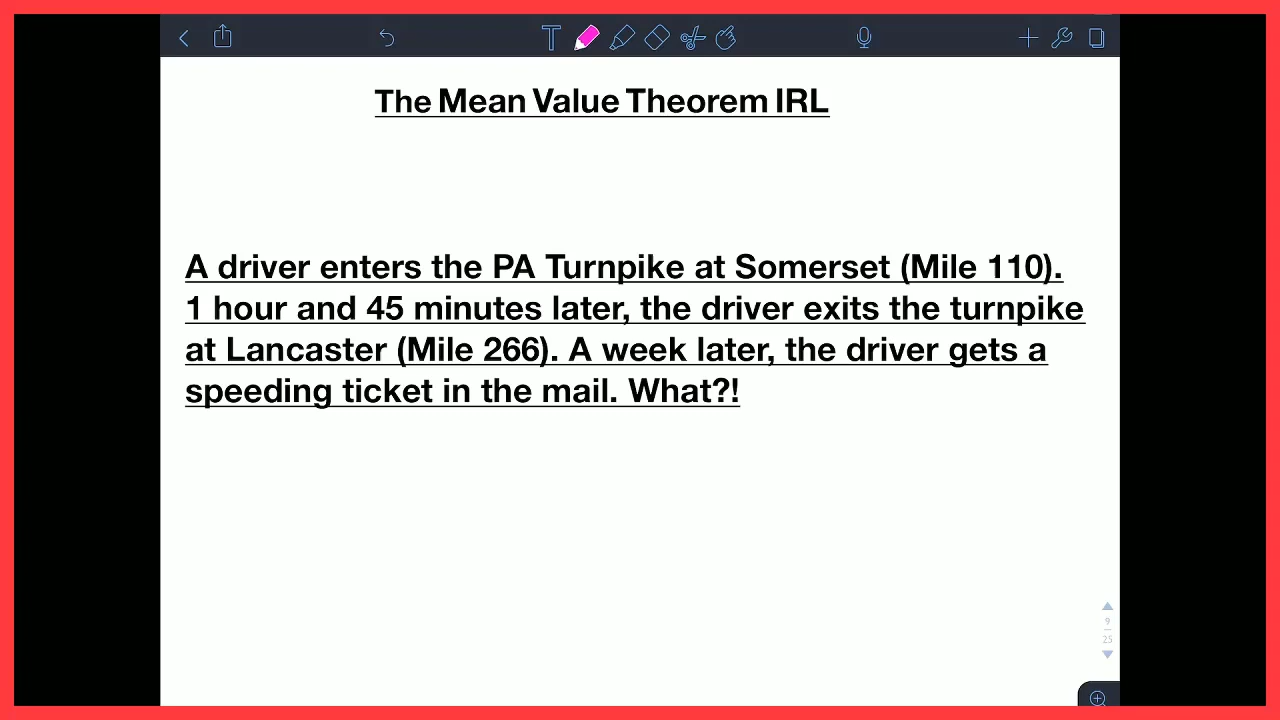 The Mean Value Theorem IRL
A driver enters the PA Turnpike at Somerset (Mile 110).
1 hour and 45 minutes later, the driver exits the turnpike
at Lancaster (Mile 266). A week later, the driver gets a
speeding ticket in the mail. What?!
9
25